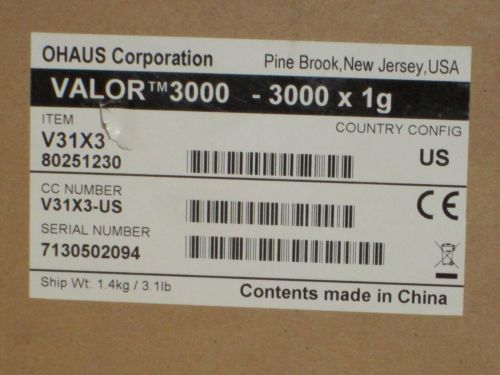 OHAUS Corporation Pine Brook,New Jersey,USA
VALOR™3000 - 3000 x 1g
ITEM COUNTRY CONFIG
V31X3 US
80251230
CC NUMBER
V31X3-US CE
SERIAL NUMBER
7130502094
Ship Wt: 1.4kg / 3.1lb Contents made in China